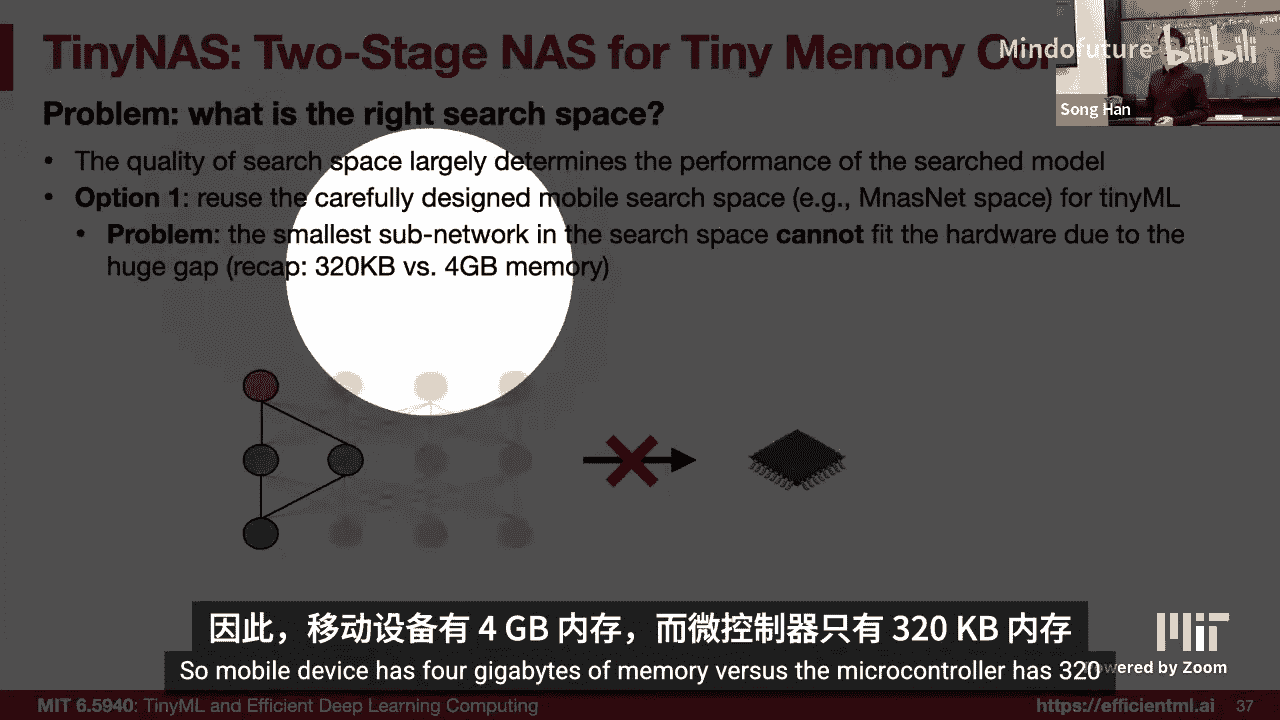 TinyNAS: Two-Stage NAS for Tiny Memory
Mindofuture bilibili
Song Han
Problem: what is the right search space?
• The quality of search space largely determines the performance of the searched model
• Option 1: reuse the carefully designed mobile search space (e.g., MnasNet space) for tinyML
• Problem: the smallest sub-network in the search space cannot fit the hardware due to the
huge gap (recap: 320KB vs. 4GB memory)
因此，移动设备有 4 GB 内存，而微控制器只有 320 KB 内存
So mobile device has four gigabytes of memory versus the microcontroller has 320
MIT
Powered by Zoom
MIT 6.5940: TinyML and Efficient Deep Learning Computing
https://efficientml.ai
37